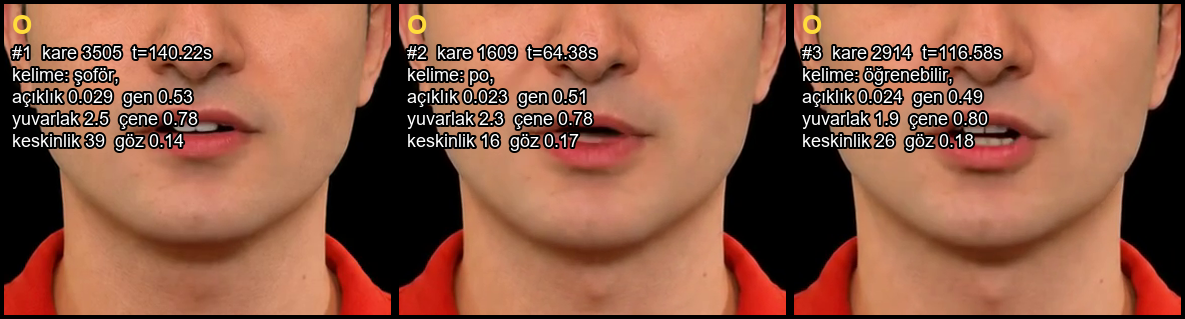 O
#1 kare 3505 t=140.22s
kelime: şoför,
açıklık 0.029 gen 0.53
yuvarlak 2.5 çene 0.78
keskinlik 39 göz 0.14
O
#2 kare 1609 t=64.38s
kelime: po,
açıklık 0.023 gen 0.51
yuvarlak 2.3 çene 0.78
keskinlik 16 göz 0.17
O
#3 kare 2914 t=116.58s
kelime: öğrenebilir,
açıklık 0.024 gen 0.49
yuvarlak 1.9 çene 0.80
keskinlik 26 göz 0.18